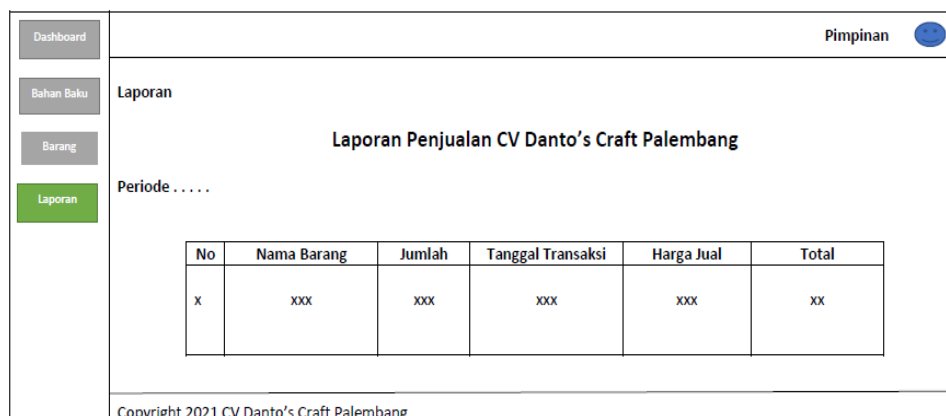 Dashboard
Pimpinan
Bahan Baku
Laporan
Barang
Laporan Penjualan CV Danto’s Craft Palembang
Periode . . . . .
Laporan
No Nama Barang Jumlah Tanggal Transaksi Harga Jual Total
x xxx xxx xxx xxx xx
Copyright 2021 CV Danto’s Craft Palembang